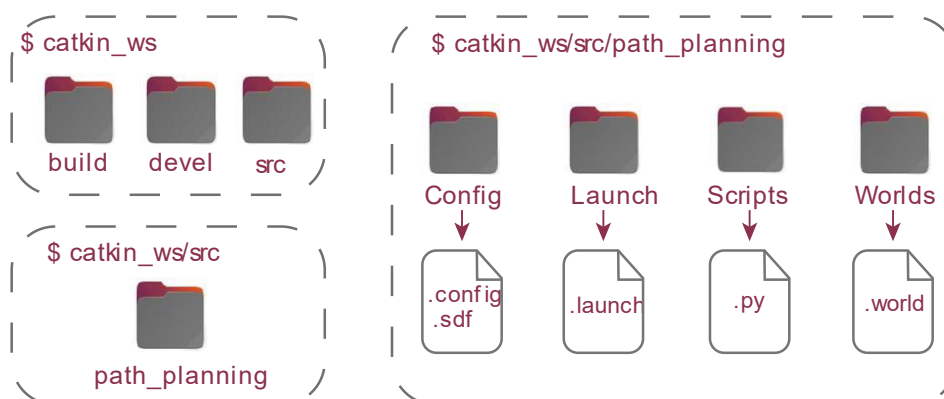 $ catkin_ws
build devel src
$ catkin_ws/src
path_planning
$ catkin_ws/src/path_planning
Config Launch Scripts Worlds
.config
.sdf
.launch
.py
.world